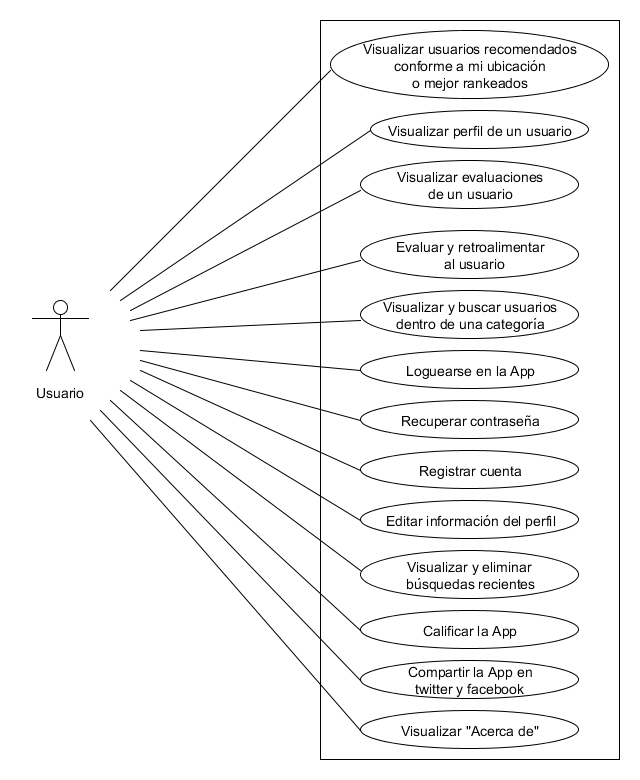 Visualizar usuarios recomendados
conforme a mi ubicación
o mejor rankeados
Visualizar perfil de un usuario
Visualizar evaluaciones
de un usuario
Evaluar y retroalimentar
al usuario
Visualizar y buscar usuarios
dentro de una categoría
Loguearse en la App
Usuario
Recuperar contraseña
Registrar cuenta
Editar información del perfil
Visualizar y eliminar
búsquedas recientes
Calificar la App
Compartir la App en
twitter y facebook
Visualizar "Acerca de"